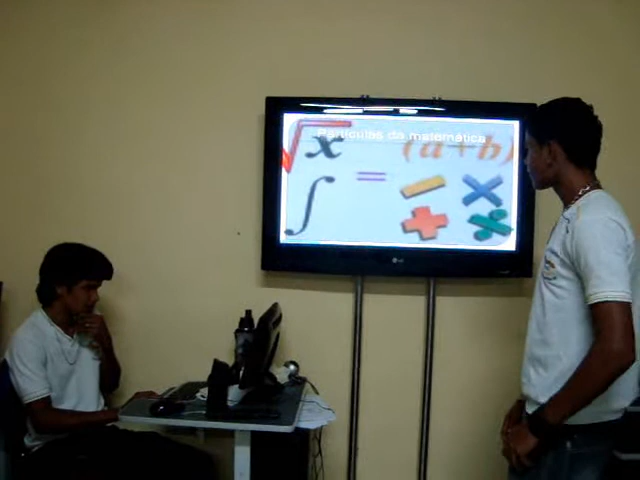 Partículas da matemática
√x (a+b)
∫ = − ×
+ ÷
LG